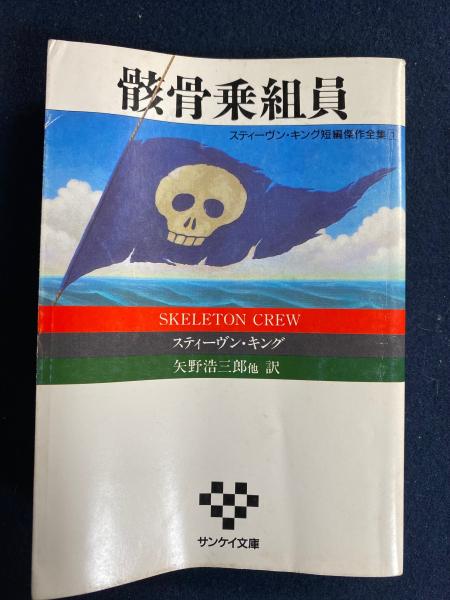 骸骨乗組員
スティーヴン・キング短編傑作全集1
SKELETON CREW
スティーヴン・キング
矢野浩三郎他 訳
サンケイ文庫